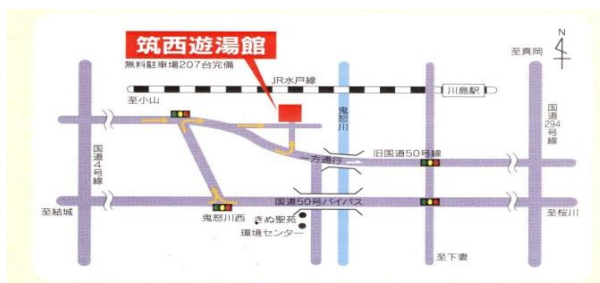 筑西遊湯館
無料駐車場207台完備
N
至真岡
JR水戸線
川島駅
至小山
鬼怒川
国道294号線
国道4号線
一方通行
旧国道50号線
国道50号バイパス
至結城
鬼怒川西
きぬ聖苑
環境センター
至桜川
至下妻